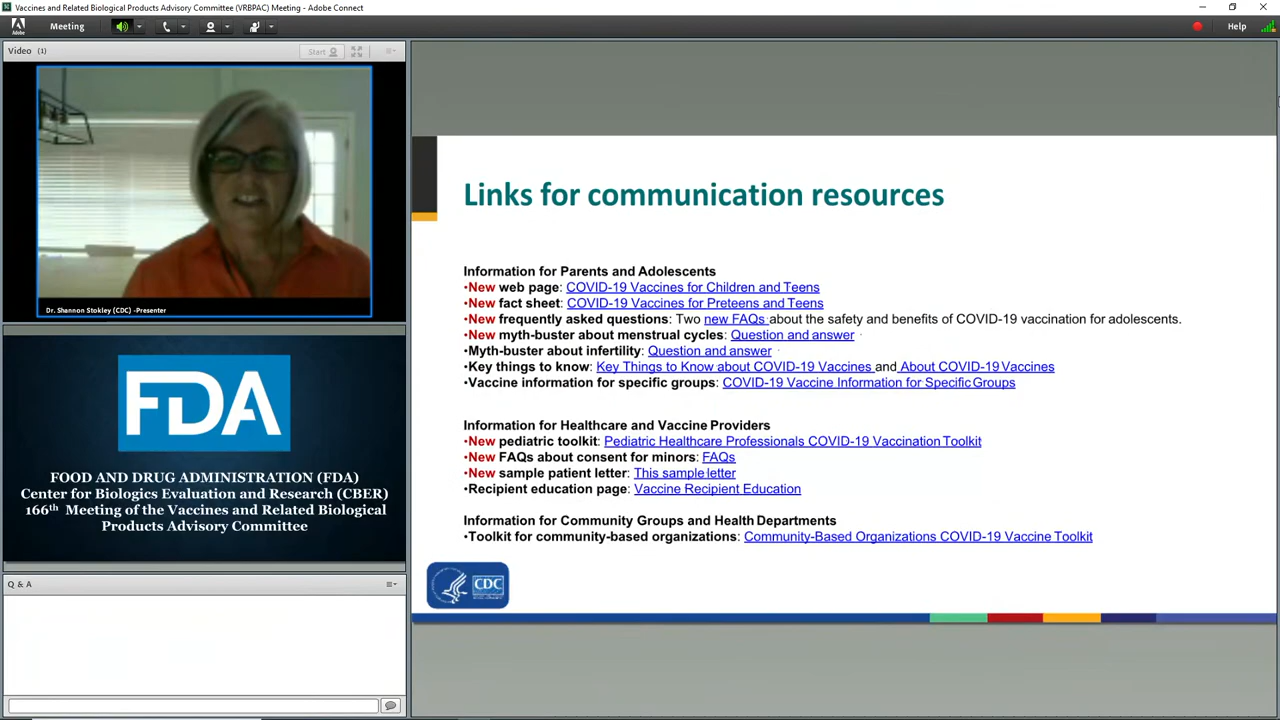 Vaccines and Related Biological Products Advisory Committee (VRBPAC) Meeting - Adobe Connect
Adobe
Meeting
Help
Video (1)
Start
Dr. Shannon Stokley (CDC) -Presenter
FDA
FOOD AND DRUG ADMINISTRATION (FDA)
Center for Biologics Evaluation and Research (CBER)
166th Meeting of the Vaccines and Related Biological
Products Advisory Committee
Q & A
Links for communication resources
Information for Parents and Adolescents
•New web page: COVID-19 Vaccines for Children and Teens
•New fact sheet: COVID-19 Vaccines for Preteens and Teens
•New frequently asked questions: Two new FAQs about the safety and benefits of COVID-19 vaccination for adolescents.
•New myth-buster about menstrual cycles: Question and answer
•Myth-buster about infertility: Question and answer
•Key things to know: Key Things to Know about COVID-19 Vaccines and About COVID-19 Vaccines
•Vaccine information for specific groups: COVID-19 Vaccine Information for Specific Groups
Information for Healthcare and Vaccine Providers
•New pediatric toolkit: Pediatric Healthcare Professionals COVID-19 Vaccination Toolkit
•New FAQs about consent for minors: FAQs
•New sample patient letter: This sample letter
•Recipient education page: Vaccine Recipient Education
Information for Community Groups and Health Departments
•Toolkit for community-based organizations: Community-Based Organizations COVID-19 Vaccine Toolkit
CDC